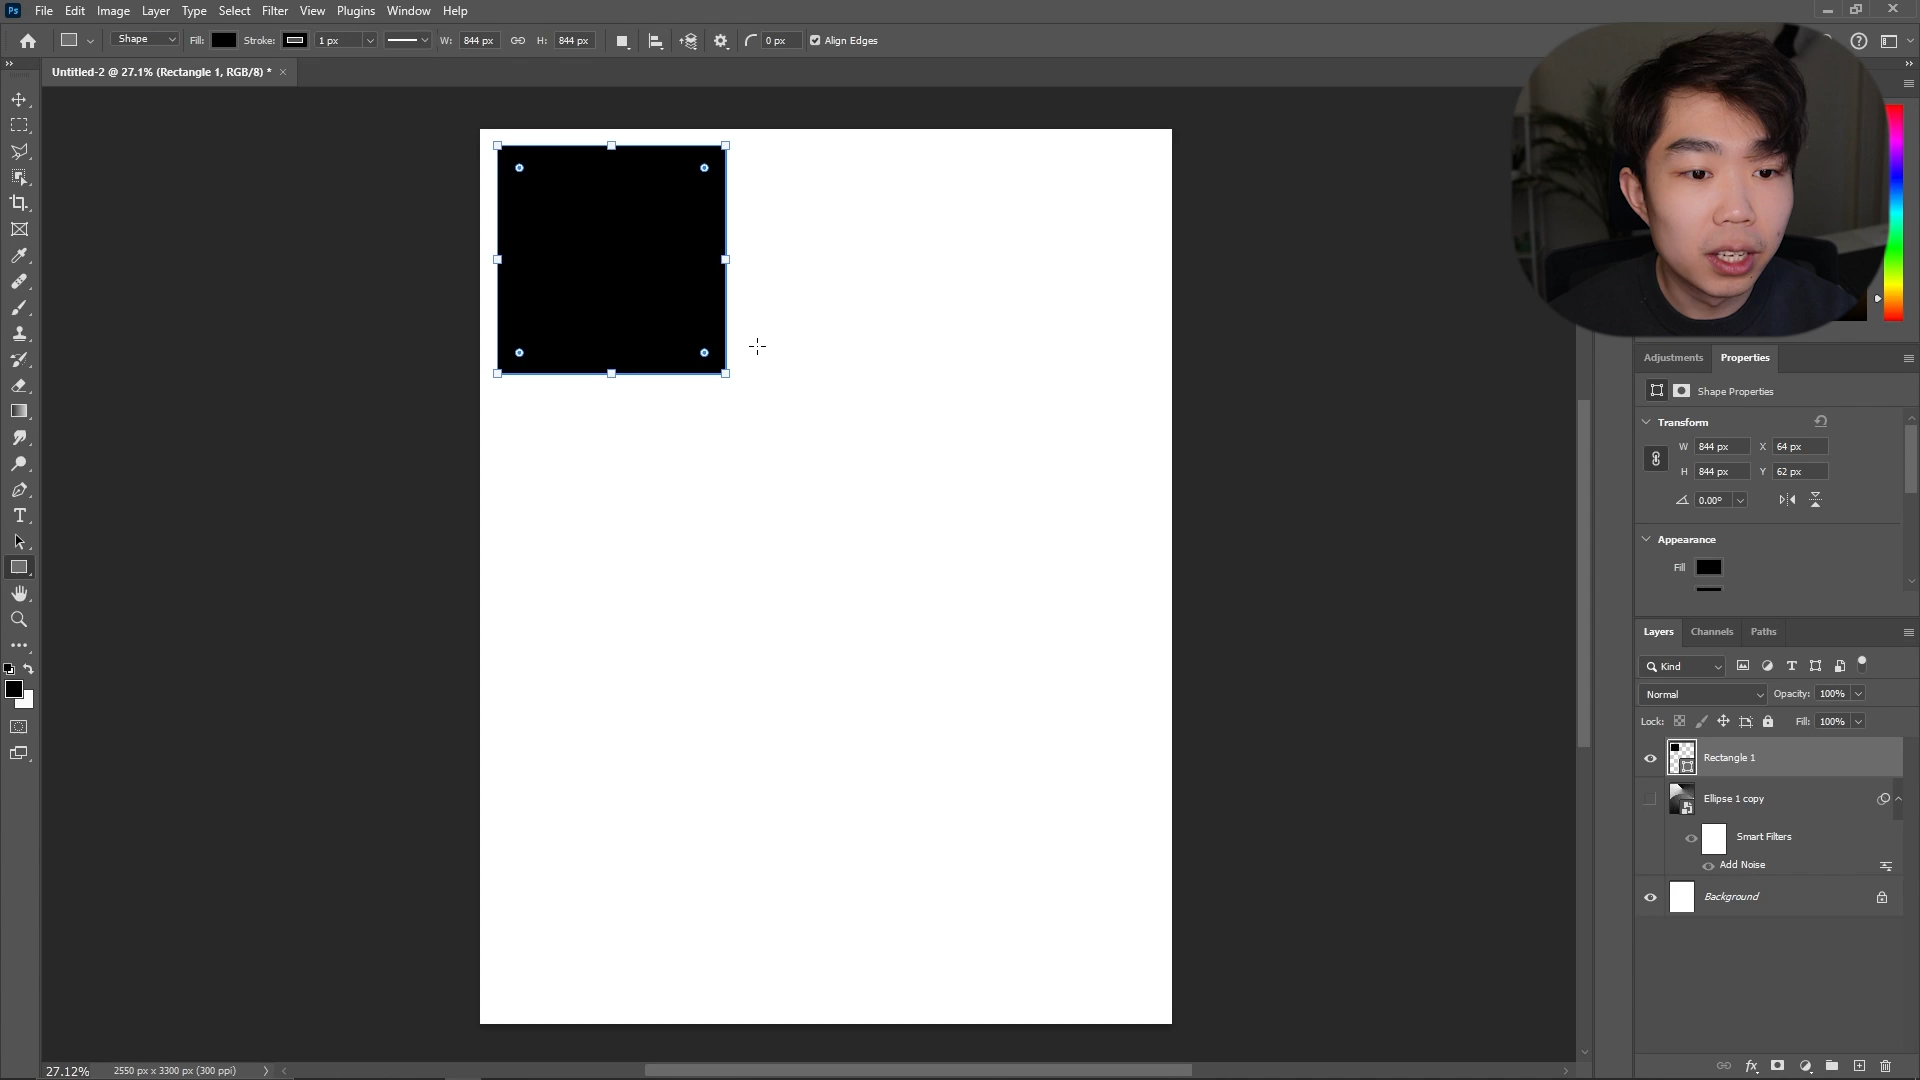 Ps File Edit Image Layer Type Select Filter View Plugins Window Help
Shape Fill: Stroke: 1 px W: 844 px H: 844 px 0 px Align Edges
Untitled-2 @ 27.1% (Rectangle 1, RGB/8) *
Adjustments Properties
Shape Properties
Transform
W 844 px X 64 px
H 844 px Y 62 px
0.00°
Appearance
Fill
Layers Channels Paths
Kind
Normal Opacity: 100%
Lock: Fill: 100%
Rectangle 1
Ellipse 1 copy
Smart Filters
Add Noise
Background
fx
27.12% 2550 px x 3300 px (300 ppi)